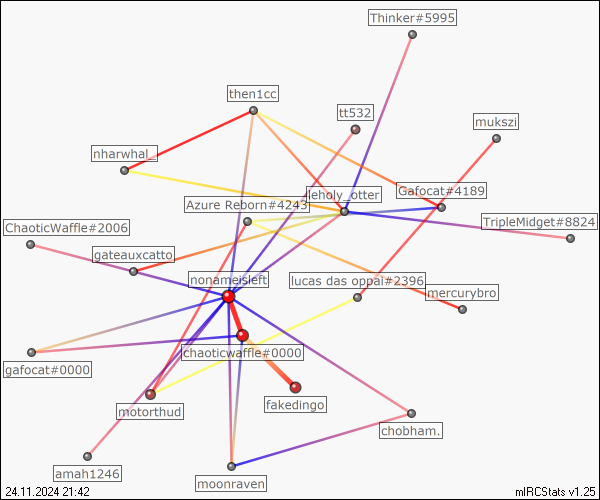 Thinker#5995
then1cc
tt532
mukszi
nharwhal_
leholy_otter
Gafocat#4189
Azure Reborn#4243
TripleMidget#8824
ChaoticWaffle#2006
gateauxcatto
nonameisleft
lucas das oppai#2396
mercurybro
chaoticwaffle#0000
gafocat#0000
motorthud
fakedingo
chobham.
amah1246
moonraven
24.11.2024 21:42
mIRCStats v1.25